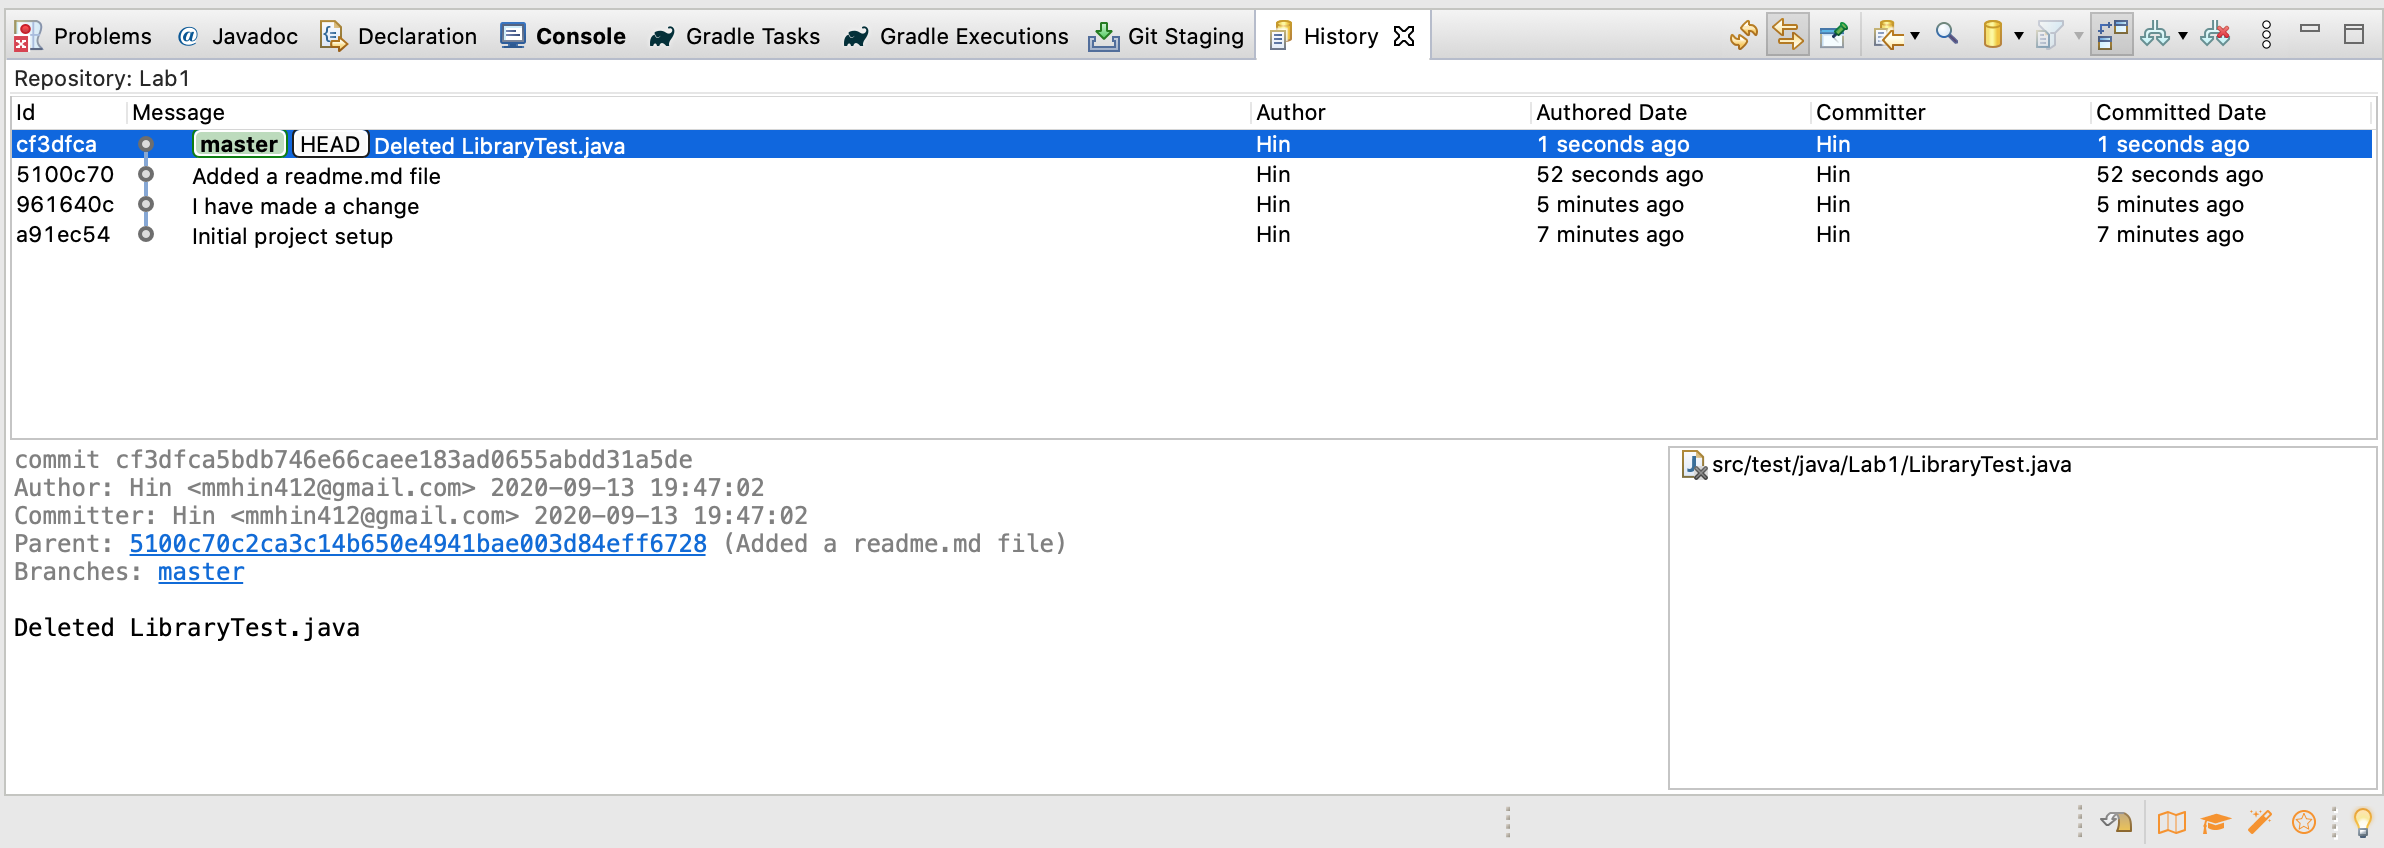 Problems @ Javadoc Declaration Console Gradle Tasks Gradle Executions Git Staging History
Repository: Lab1
Id Message Author Authored Date Committer Committed Date
cf3dfca master HEAD Deleted LibraryTest.java Hin 1 seconds ago Hin 1 seconds ago
5100c70 Added a readme.md file Hin 52 seconds ago Hin 52 seconds ago
961640c I have made a change Hin 5 minutes ago Hin 5 minutes ago
a91ec54 Initial project setup Hin 7 minutes ago Hin 7 minutes ago
commit cf3dfca5bdb746e66caee183ad0655abdd31a5de
Author: Hin <mmhin412@gmail.com> 2020-09-13 19:47:02
Committer: Hin <mmhin412@gmail.com> 2020-09-13 19:47:02
Parent: 5100c70c2ca3c14b650e4941bae003d84eff6728 (Added a readme.md file)
Branches: master
Deleted LibraryTest.java
src/test/java/Lab1/LibraryTest.java